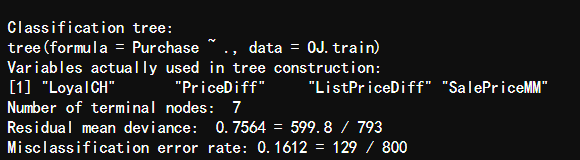 Classification tree:
tree(formula = Purchase ~ ., data = OJ.train)
Variables actually used in tree construction:
[1] "LoyalCH"       "PriceDiff"     "ListPriceDiff" "SalePriceMM"
Number of terminal nodes:  7
Residual mean deviance:  0.7564 = 599.8 / 793
Misclassification error rate: 0.1612 = 129 / 800